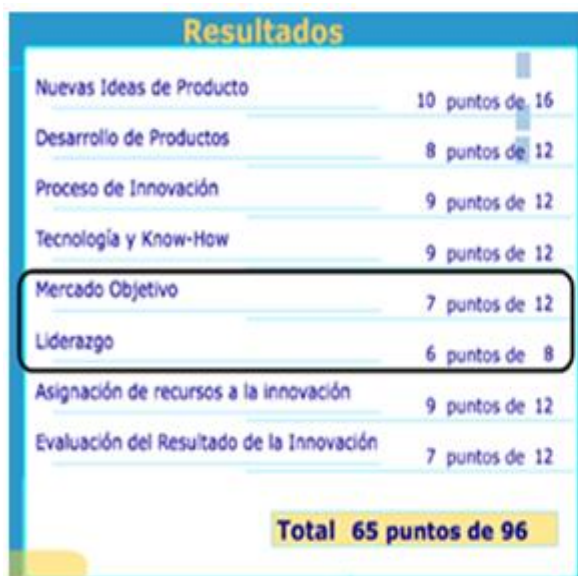 Resultados
Nuevas Ideas de Producto 10 puntos de 16
Desarrollo de Productos 8 puntos de 12
Proceso de Innovación 9 puntos de 12
Tecnología y Know-How 9 puntos de 12
Mercado Objetivo 7 puntos de 12
Liderazgo 6 puntos de 8
Asignación de recursos a la innovación 9 puntos de 12
Evaluación del Resultado de la Innovación 7 puntos de 12
Total 65 puntos de 96